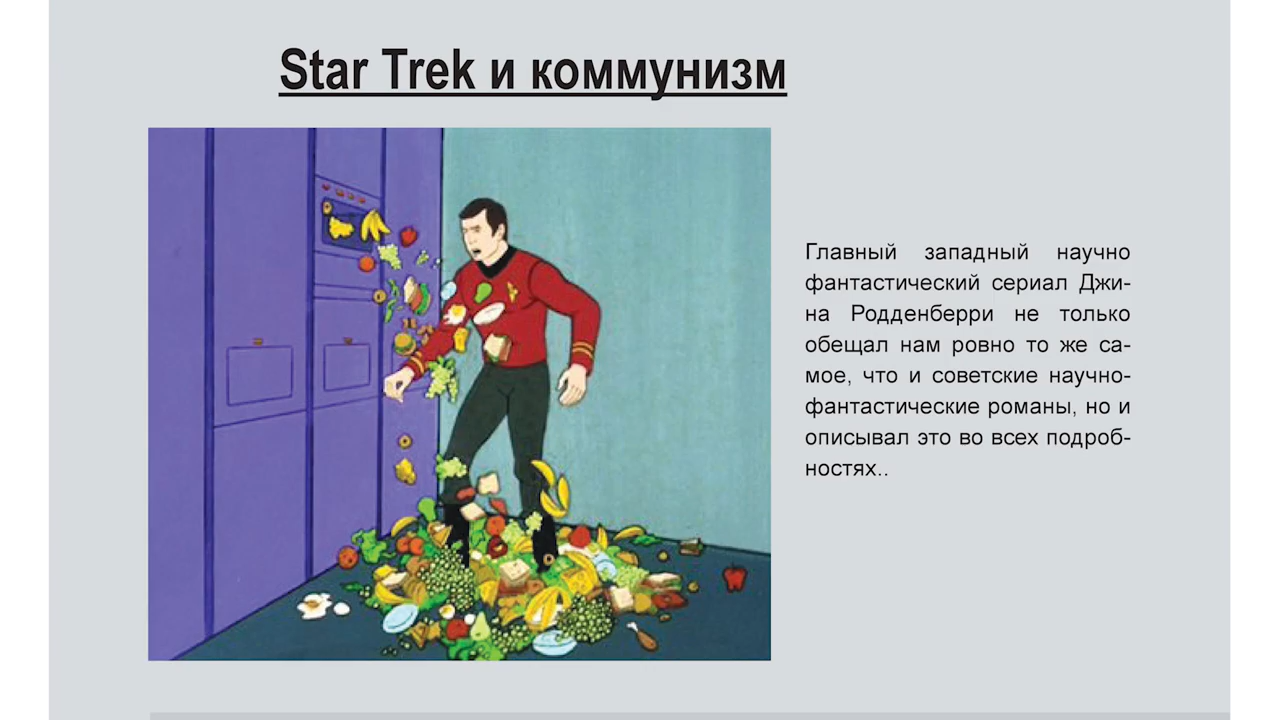 Star Trek и коммунизм
Главный западный научно
фантастический сериал Джи-
на Родденберри не только
обещал нам ровно то же са-
мое, что и советские научно-
фантастические романы, но и
описывал это во всех подроб-
ностях..